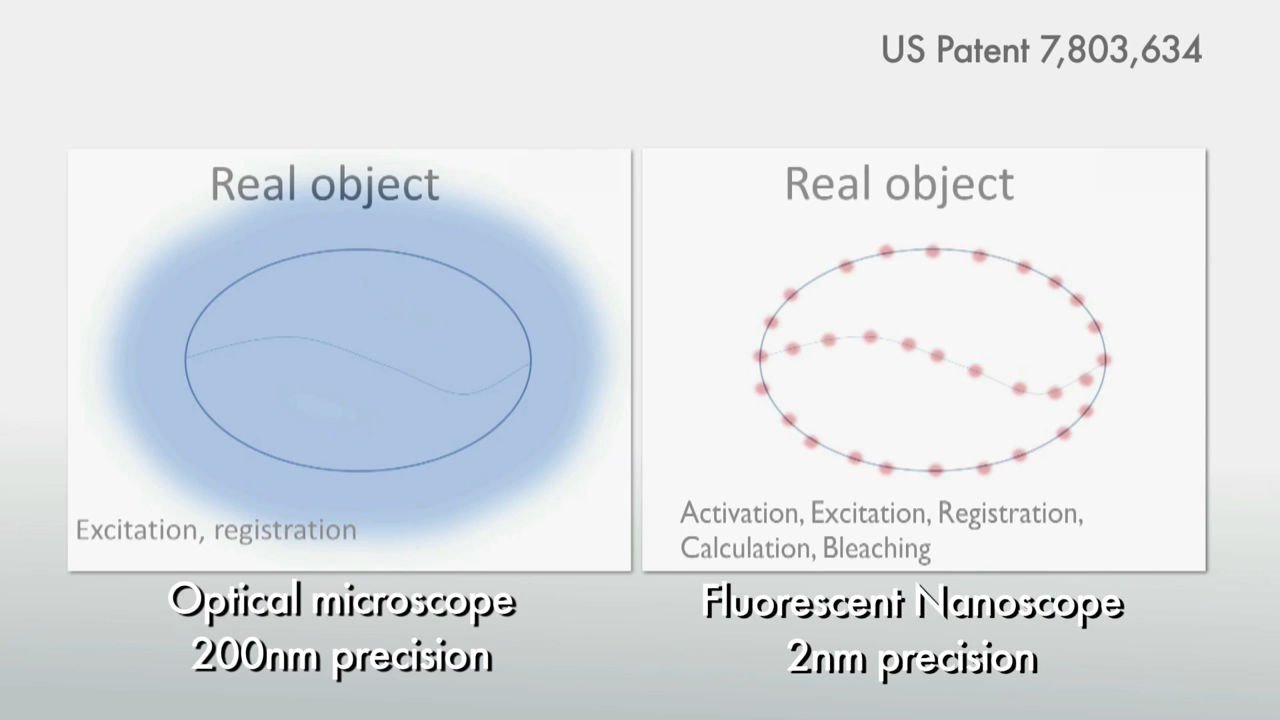 US Patent 7,803,634
Real object
Excitation, registration
Optical microscope
200nm precision
Real object
Activation, Excitation, Registration,
Calculation, Bleaching
Fluorescent Nanoscope
2nm precision